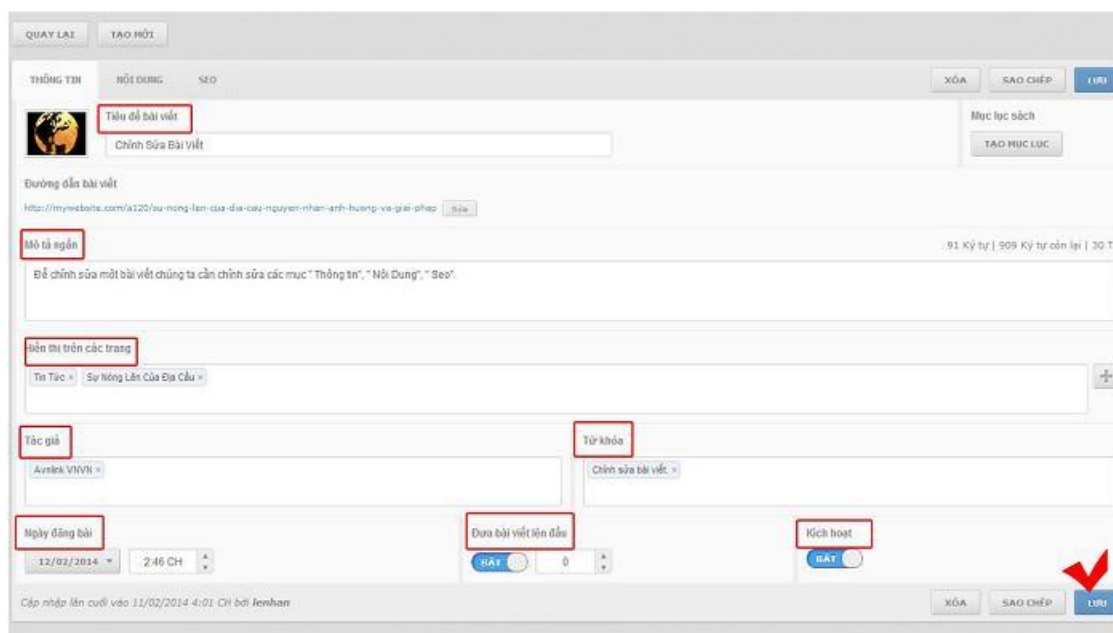 QUAY LẠI TẠO MỚI
THÔNG TIN NỘI DUNG SEO XÓA SAO CHÉP LƯU
Tiêu đề bài viết Mục lục sách
Chỉnh Sửa Bài Viết TẠO MỤC LỤC
Đường dẫn bài viết
http://mywebsite.com/a120/su-nong-len-cua-dia-cau-nguyen-nhan-anh-huong-va-giai-phap Sửa
Mô tả ngắn 91 Ký tự | 909 Ký tự còn lại | 30 T
Để chỉnh sửa một bài viết chúng ta cần chỉnh sửa các mục " Thông tin", " Nội Dung", " Seo".
Hiển thị trên các trang
Tin Tức × Sự Nóng Lên Của Địa Cầu ×
Tác giả Từ khóa
Avnlink VNVN × Chỉnh sửa bài viết. ×
Ngày đăng bài Đưa bài viết lên đầu Kích hoạt
12/02/2014 2:46 CH BẬT 0 BẬT
Cập nhập lần cuối vào 11/02/2014 4:01 CH bởi lenhan XÓA SAO CHÉP LƯU